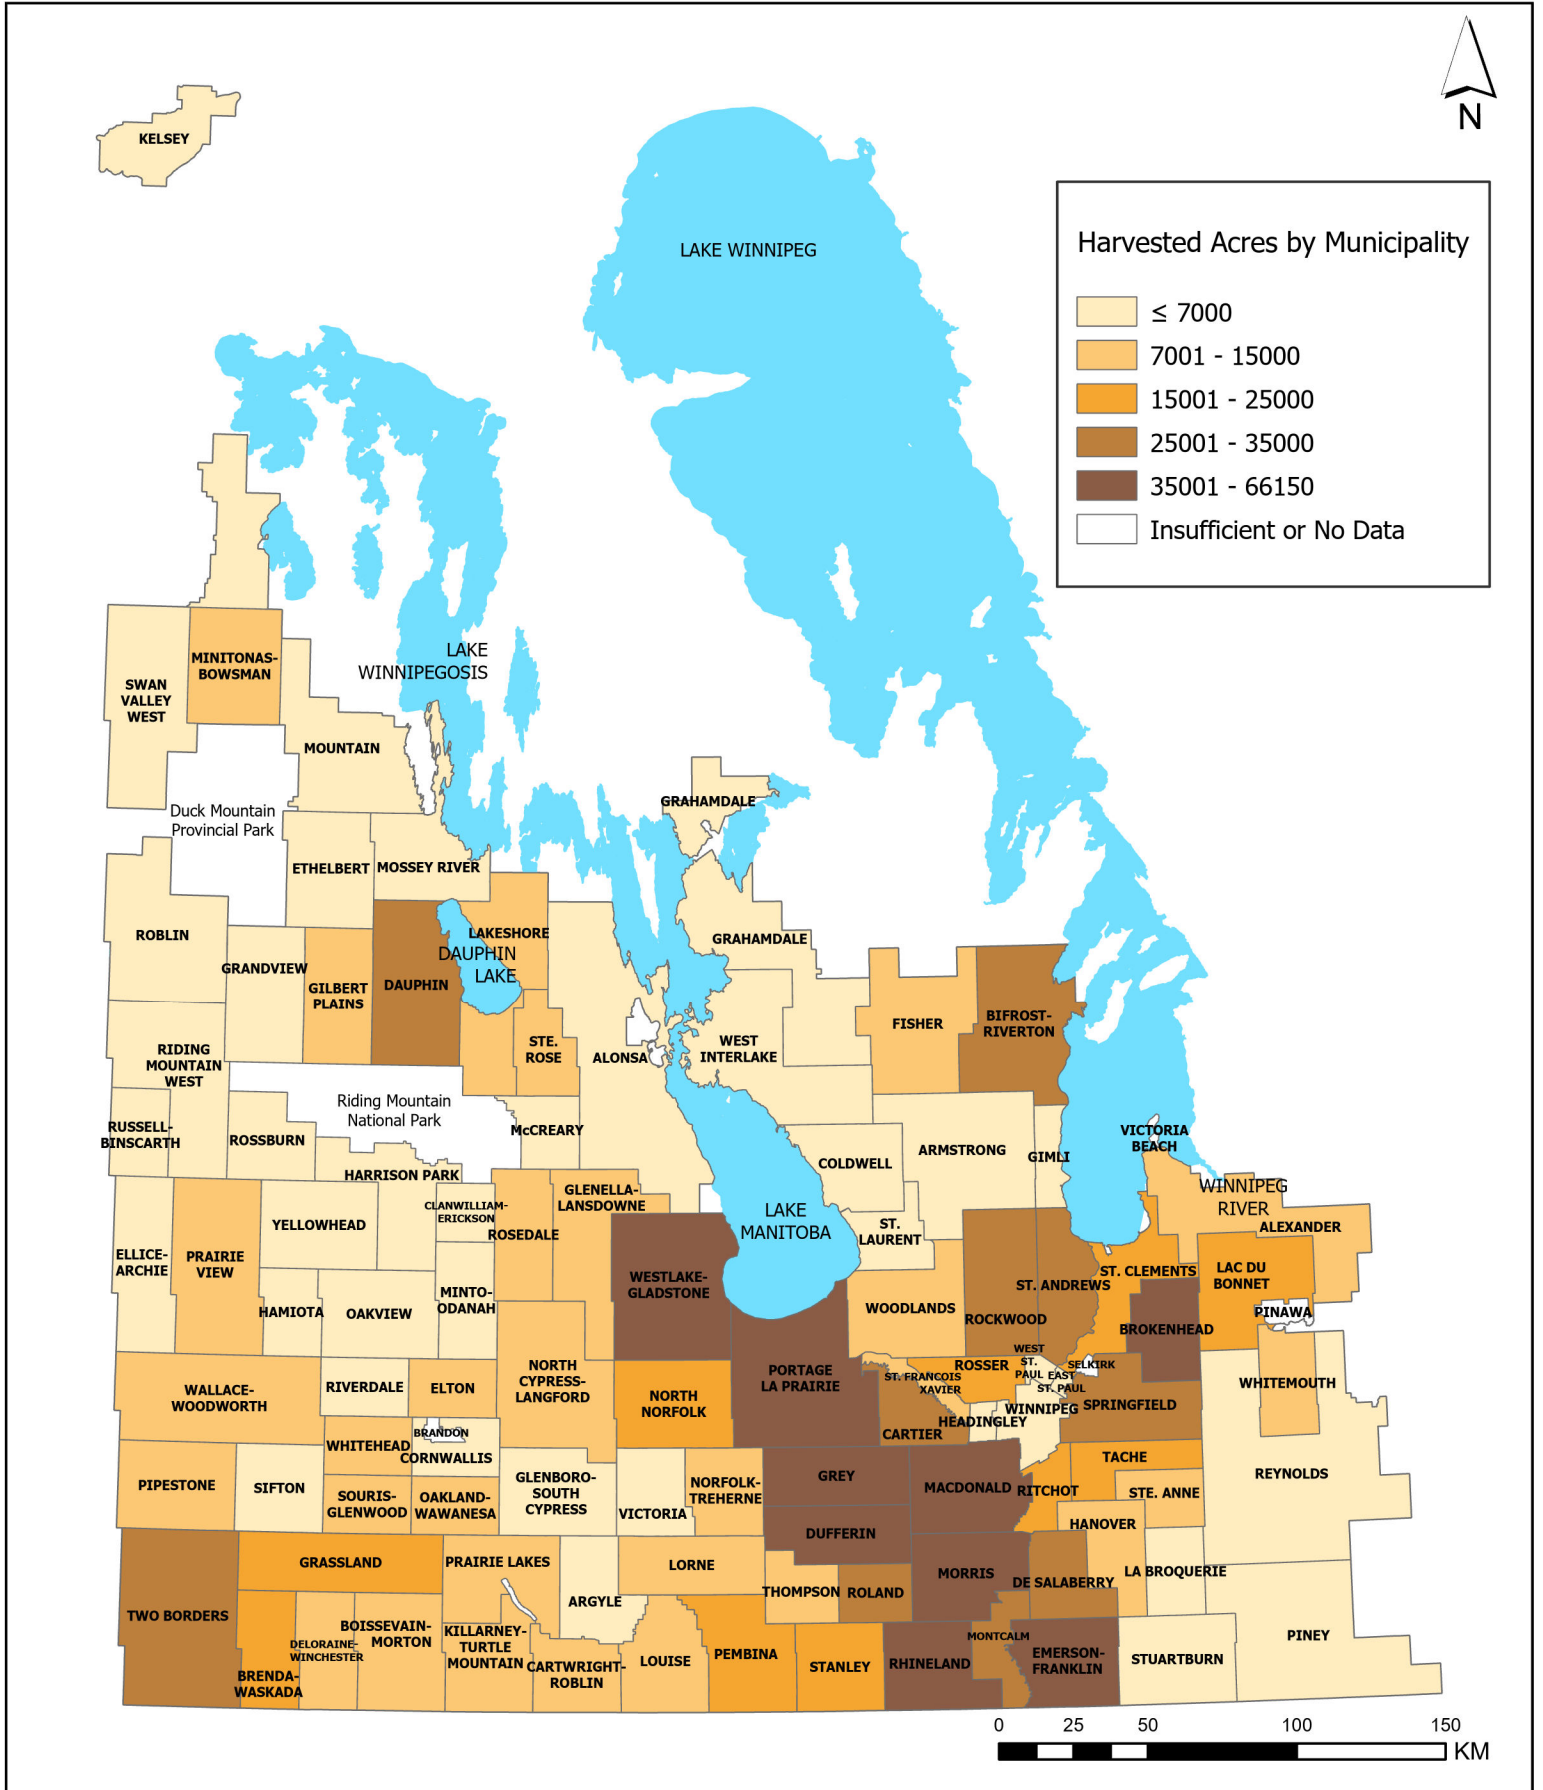 N
KELSEY
LAKE WINNIPEG
Harvested Acres by Municipality
≤ 7000
7001 - 15000
15001 - 25000
25001 - 35000
35001 - 66150
Insufficient or No Data
LAKE
WINNIPEGOSIS
MINITONAS-
BOWSMAN
SWAN
VALLEY
WEST
MOUNTAIN
Duck Mountain
Provincial Park
GRAHAMDALE
ETHELBERT
MOSSEY RIVER
ROBLIN
LAKESHORE
DAUPHIN
LAKE
GRAHAMDALE
GRANDVIEW
GILBERT
PLAINS
DAUPHIN
FISHER
BIFROST-
RIVERTON
STE.
ROSE
ALONSA
WEST
INTERLAKE
RIDING
MOUNTAIN
WEST
Riding Mountain
National Park
RUSSELL-
BINSCARTH
ROSSBURN
McCREARY
VICTORIA
BEACH
HARRISON PARK
COLDWELL
ARMSTRONG
GIMLI
CLANWILLIAM-
ERICKSON
GLENELLA-
LANSDOWNE
WINNIPEG
RIVER
ALEXANDER
YELLOWHEAD
ROSEDALE
LAKE
MANITOBA
ST.
LAURENT
ELLICE-
ARCHIE
PRAIRIE
VIEW
WESTLAKE-
GLADSTONE
ST. ANDREWS
ST. CLEMENTS
LAC DU
BONNET
HAMIOTA
OAKVIEW
MINTO-
ODANAH
WOODLANDS
ROCKWOOD
BROKENHEAD
PINAWA
WALLACE-
WOODWORTH
RIVERDALE
ELTON
NORTH
CYPRESS-
LANGFORD
NORTH
NORFOLK
PORTAGE
LA PRAIRIE
ST. FRANCOIS
XAVIER
ROSSER
WEST
ST.
PAUL
EAST
ST. PAUL
SELKIRK
WHITEMOUTH
WINNIPEG
SPRINGFIELD
HEADINGLEY
CARTIER
WHITEHEAD
BRANDON
CORNWALLIS
PIPESTONE
SIFTON
SOURIS-
GLENWOOD
OAKLAND-
WAWANESA
GLENBORO-
SOUTH
CYPRESS
VICTORIA
NORFOLK-
TREHERNE
GREY
MACDONALD
RITCHOT
TACHE
STE. ANNE
REYNOLDS
DUFFERIN
HANOVER
GRASSLAND
PRAIRIE LAKES
LORNE
MORRIS
DE SALABERRY
LA BROQUERIE
TWO BORDERS
ARGYLE
THOMPSON
ROLAND
BRENDA-
WASKADA
DELORAINE-
WINCHESTER
BOISSEVAIN-
MORTON
KILLARNEY-
TURTLE
MOUNTAIN
CARTWRIGHT-
ROBLIN
LOUISE
PEMBINA
STANLEY
RHINELAND
MONTCALM
EMERSON-
FRANKLIN
STUARTBURN
PINEY
0 25 50 100 150
KM